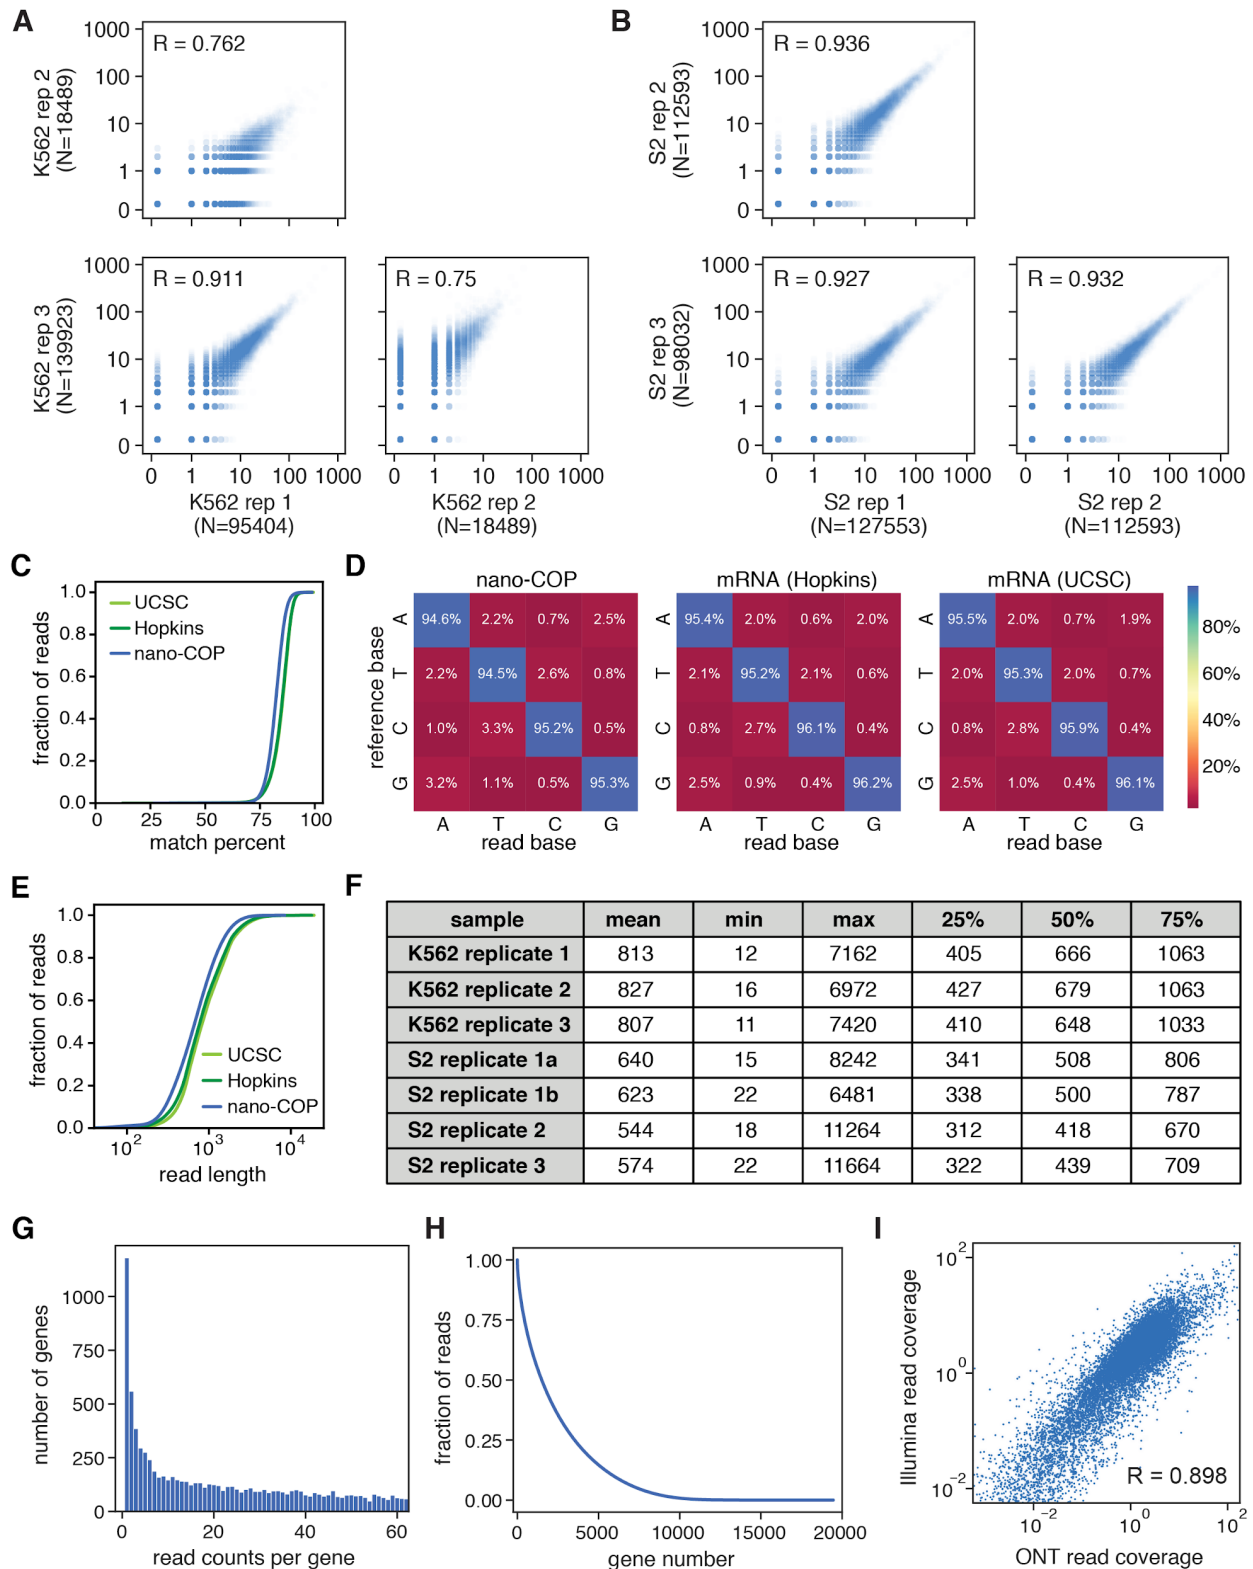 A
1000
100
10
1
0
K562 rep 2
(N=18489)
R = 0.762
B
1000
100
10
1
0
S2 rep 2
(N=112593)
R = 0.936
1000
100
10
1
0
K562 rep 3
(N=139923)
R = 0.911
0 1 10 100 1000
K562 rep 1
(N=95404)
R = 0.75
0 1 10 100 1000
K562 rep 2
(N=18489)
1000
100
10
1
0
S2 rep 3
(N=98032)
R = 0.927
0 1 10 100 1000
S2 rep 1
(N=127553)
R = 0.932
0 1 10 100 1000
S2 rep 2
(N=112593)
C
fraction of reads
1.0
0.8
0.6
0.4
0.2
0.0
UCSC
Hopkins
nano-COP
0 25 50 75 100
match percent
D
reference base
nano-COP
A 94.6% 2.2% 0.7% 2.5%
T 2.2% 94.5% 2.6% 0.8%
C 1.0% 3.3% 95.2% 0.5%
G 3.2% 1.1% 0.5% 95.3%
A T C G
read base
mRNA (Hopkins)
A 95.4% 2.0% 0.6% 2.0%
T 2.1% 95.2% 2.1% 0.6%
C 0.8% 2.7% 96.1% 0.4%
G 2.5% 0.9% 0.4% 96.2%
A T C G
read base
mRNA (UCSC)
A 95.5% 2.0% 0.7% 1.9%
T 2.0% 95.3% 2.0% 0.7%
C 0.8% 2.8% 95.9% 0.4%
G 2.5% 1.0% 0.4% 96.1%
A T C G
read base
80%
60%
40%
20%
E
fraction of reads
1.0
0.8
0.6
0.4
0.2
0.0
UCSC
Hopkins
nano-COP
10² 10³ 10⁴
read length
F
sample mean min max 25% 50% 75%
K562 replicate 1 813 12 7162 405 666 1063
K562 replicate 2 827 16 6972 427 679 1063
K562 replicate 3 807 11 7420 410 648 1033
S2 replicate 1a 640 15 8242 341 508 806
S2 replicate 1b 623 22 6481 338 500 787
S2 replicate 2 544 18 11264 312 418 670
S2 replicate 3 574 22 11664 322 439 709
G
number of genes
1000
750
500
250
0
0 20 40 60
read counts per gene
H
fraction of reads
1.00
0.75
0.50
0.25
0.00
0 5000 10000 15000 20000
gene number
I
Illumina read coverage
10²
10⁰
10⁻²
R = 0.898
10⁻² 10⁰ 10²
ONT read coverage